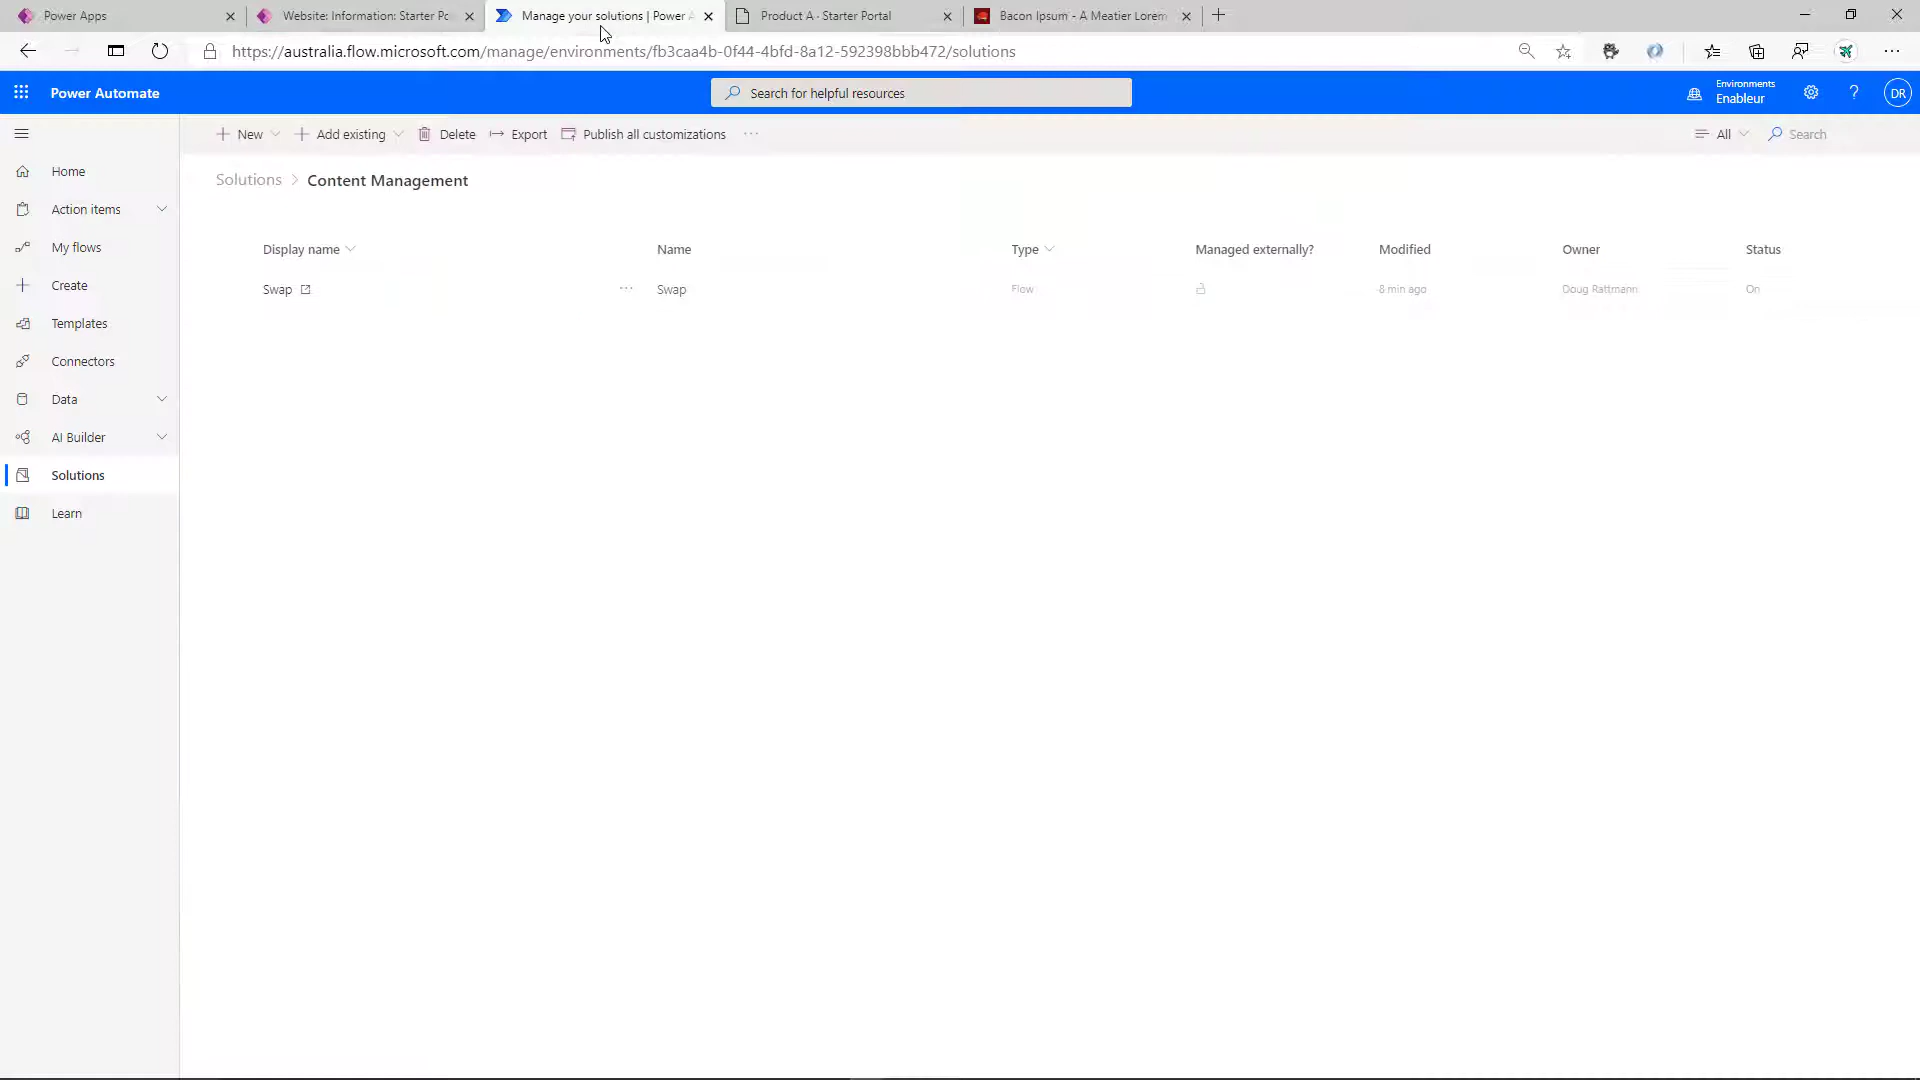 Power Apps
Website: Information: Starter Po
Manage your solutions | Power A
Product A · Starter Portal
Bacon Ipsum - A Meatier Lorem
https://australia.flow.microsoft.com/manage/environments/fb3caa4b-0f44-4bfd-8a12-592398bbb472/solutions
Power Automate
Search for helpful resources
Environments
Enableur
?
DR
New
Add existing
Delete
Export
Publish all customizations
All
Search
Home
Action items
My flows
Create
Templates
Connectors
Data
AI Builder
Solutions
Learn
Solutions > Content Management
Display name Name Type Managed externally? Modified Owner Status
Swap Swap Flow 8 min ago Doug Rattmann On